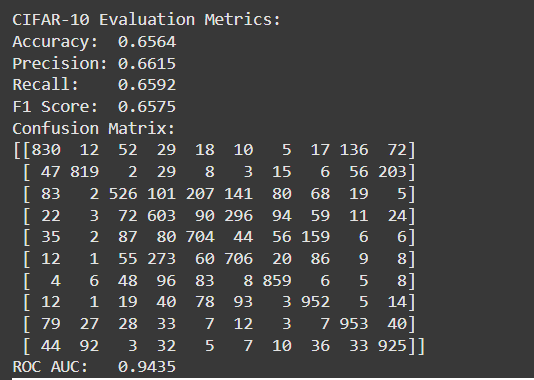 CIFAR-10 Evaluation Metrics:
Accuracy:  0.6564
Precision: 0.6615
Recall:    0.6592
F1 Score:  0.6575
Confusion Matrix:
[[830  12  52  29  18  10   5  17 136  72]
 [ 47 819   2  29   8   3  15   6  56 203]
 [ 83   2 526 101 207 141  80  68  19   5]
 [ 22   3  72 603  90 296  94  59  11  24]
 [ 35   2  87  80 704  44  56 159   6   6]
 [ 12   1  55 273  60 706  20  86   9   8]
 [  4   6  48  96  83   8 859   6   5   8]
 [ 12   1  19  40  78  93   3 952   5  14]
 [ 79  27  28  33   7  12   3   7 953  40]
 [ 44  92   3  32   5   7  10  36  33 925]]
ROC AUC:   0.9435